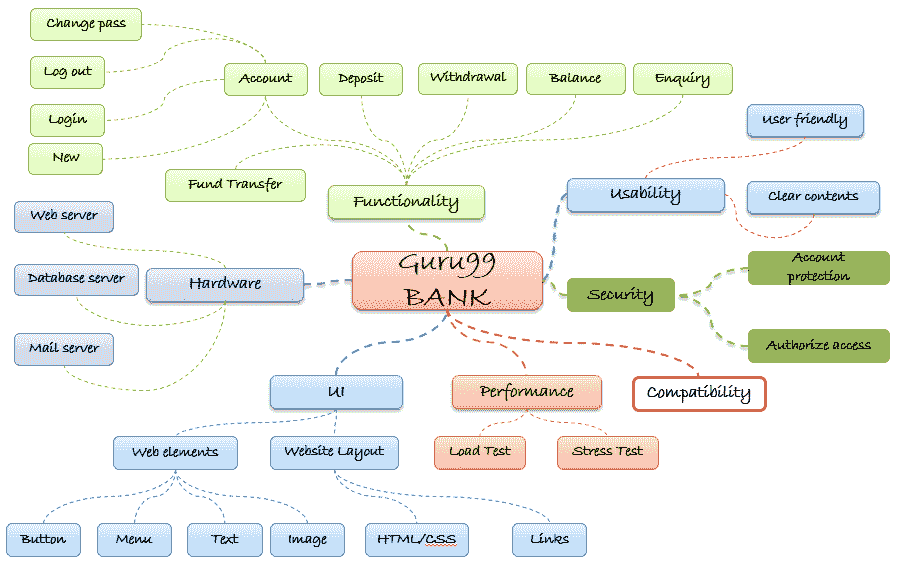 Change pass
Log out
Account
Deposit
Withdrawal
Balance
Enquiry
Login
User friendly
New
Fund Transfer
Functionality
Usability
Clear contents
Web server
Guru99
BANK
Account
protection
Database server
Hardware
Security
Mail server
Authorize access
UI
Performance
Compatibility
Web elements
Website Layout
Load Test
Stress Test
Button
Menu
Text
Image
HTML/CSS
Links